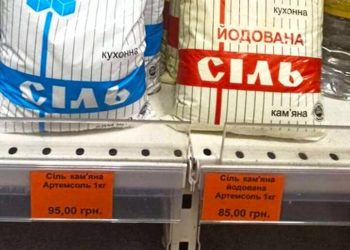 кухонна
СІЛЬ
кухонна
ЙОДОВАНА
СІЛЬ
кам'яна
Сіль кам'яна
Артемсоль 1кг
95,00 грн.
Сіль кам'яна
йодована
Артемсоль 1кг
85,00 грн.